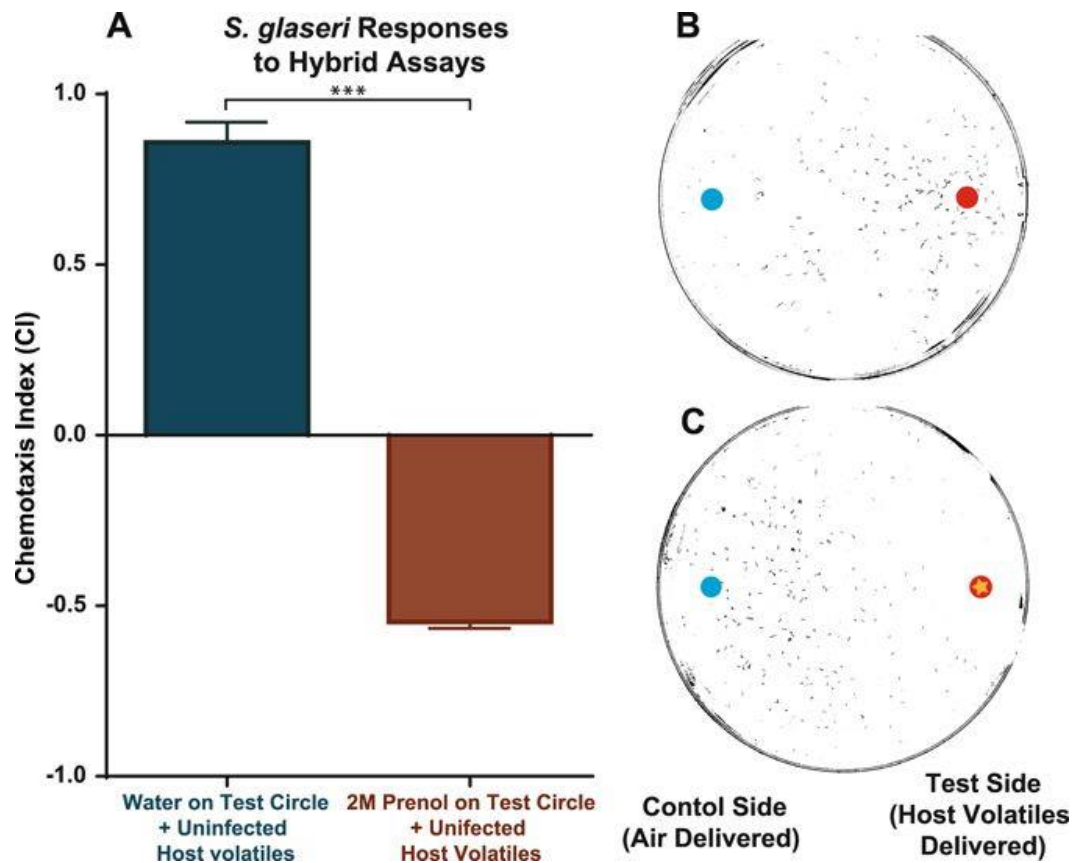 A
S. glaseri Responses
to Hybrid Assays
***
1.0
0.5
0.0
-0.5
-1.0
Chemotaxis Index (CI)
Water on Test Circle
+ Uninfected
Host volatiles
2M Prenol on Test Circle
+ Unifected
Host Volatiles
B
C
Contol Side
(Air Delivered)
Test Side
(Host Volatiles
Delivered)